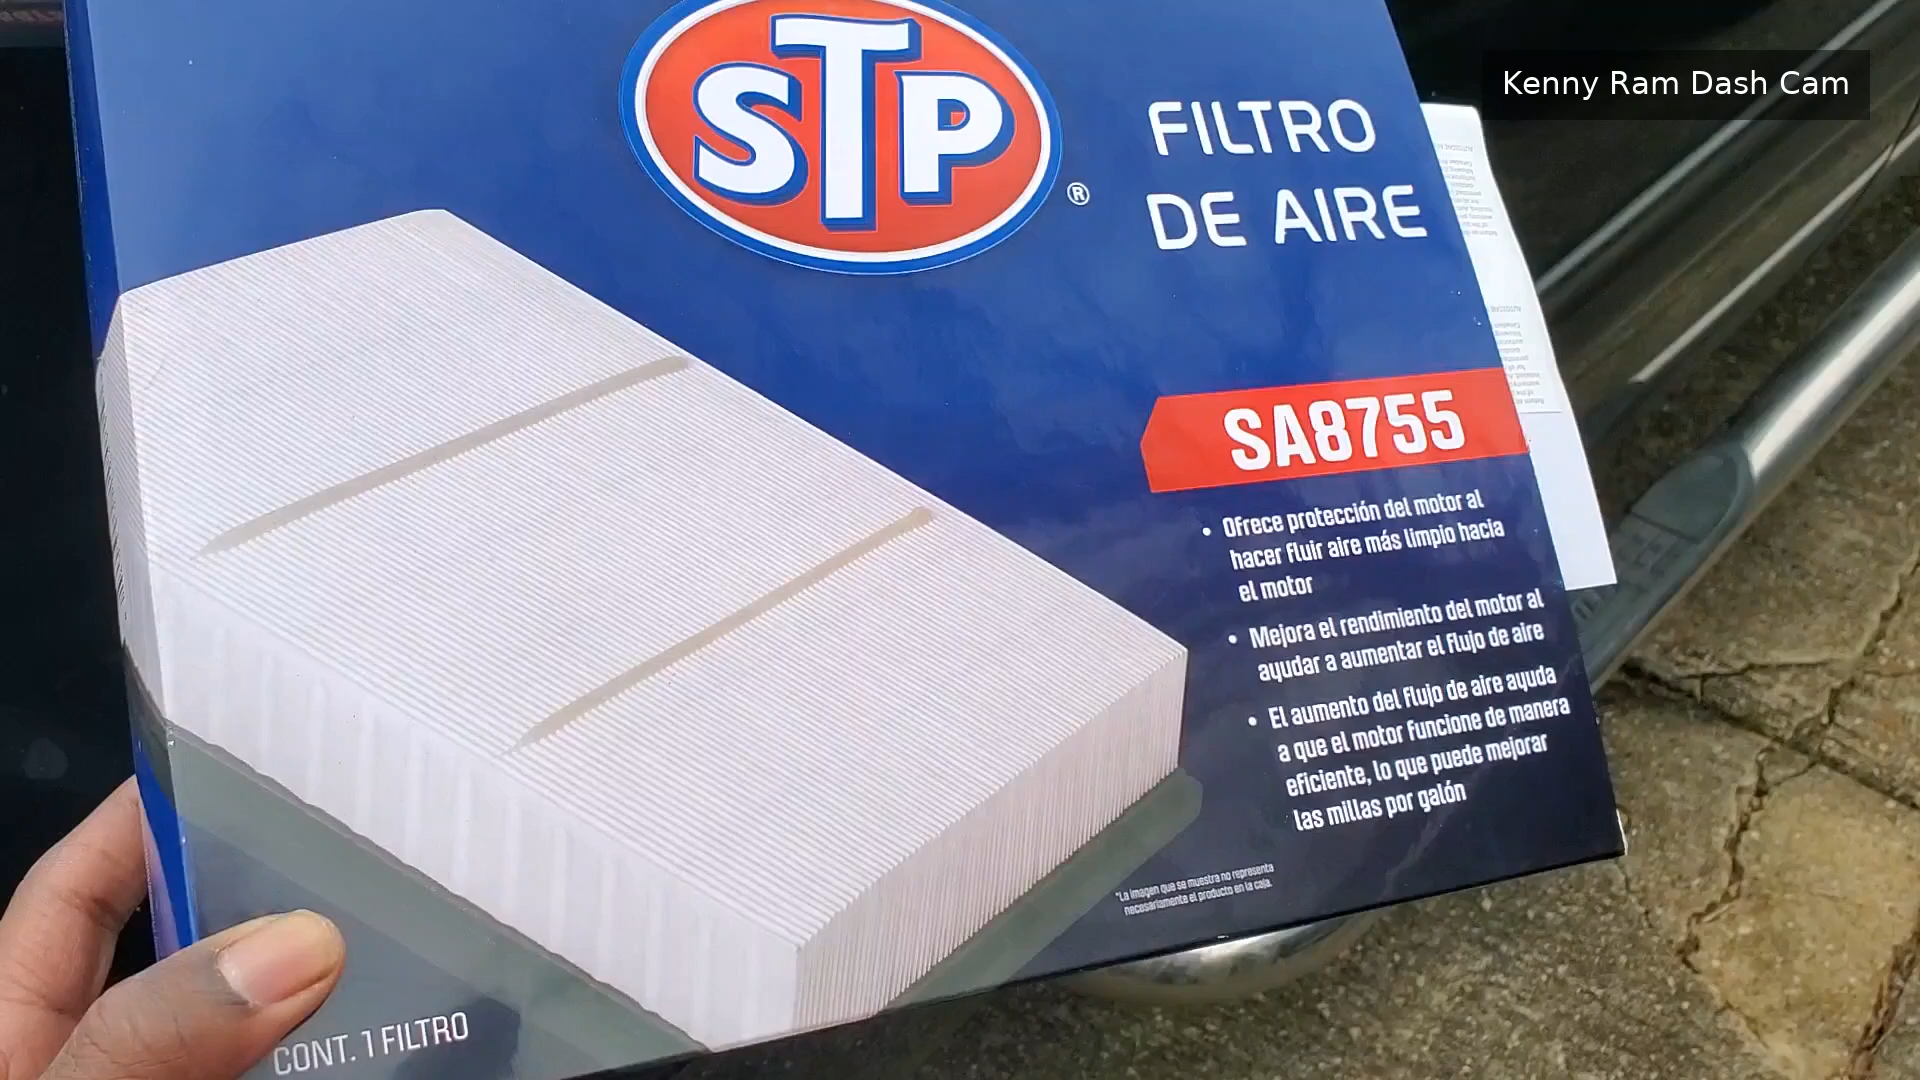 Kenny Ram Dash Cam
STP
®
FILTRO
DE AIRE
SA8755
• Ofrece protección del motor al
hacer fluir aire más limpio hacia
el motor
• Mejora el rendimiento del motor al
ayudar a aumentar el flujo de aire
• El aumento del flujo de aire ayuda
a que el motor funcione de manera
eficiente, lo que puede mejorar
las millas por galón
*La imagen que se muestra no representa
necesariamente el producto en la caja.
CONT. 1 FILTRO